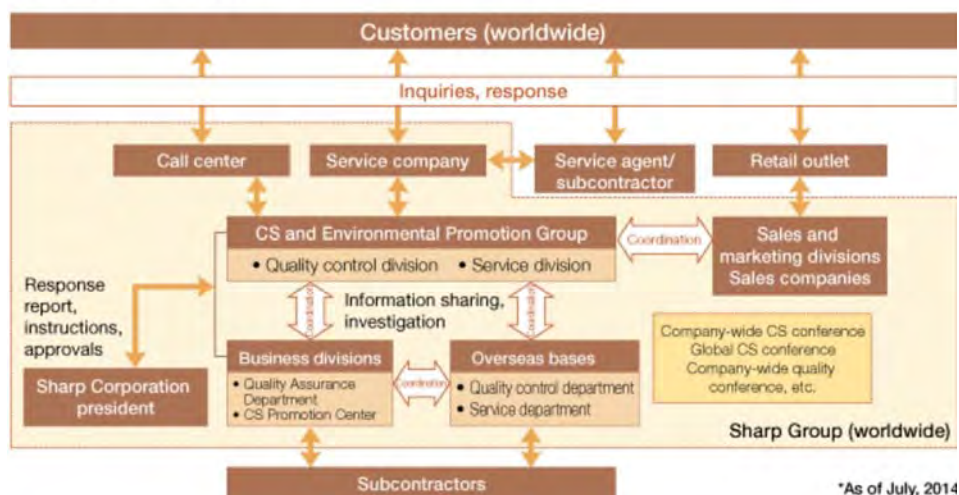 Customers (worldwide)
Inquiries, response
Call center
Service company
Service agent/
subcontractor
Retail outlet
CS and Environmental Promotion Group
• Quality control division • Service division
Coordination
Sales and
marketing divisions
Sales companies
Response
report,
instructions,
approvals
Coordination
Information sharing,
investigation
Coordination
Company-wide CS conference
Global CS conference
Company-wide quality
conference, etc.
Sharp Corporation
president
Business divisions
• Quality Assurance
Department
• CS Promotion Center
Coordination
Overseas bases
• Quality control department
• Service department
Sharp Group (worldwide)
Subcontractors
*As of July, 2014